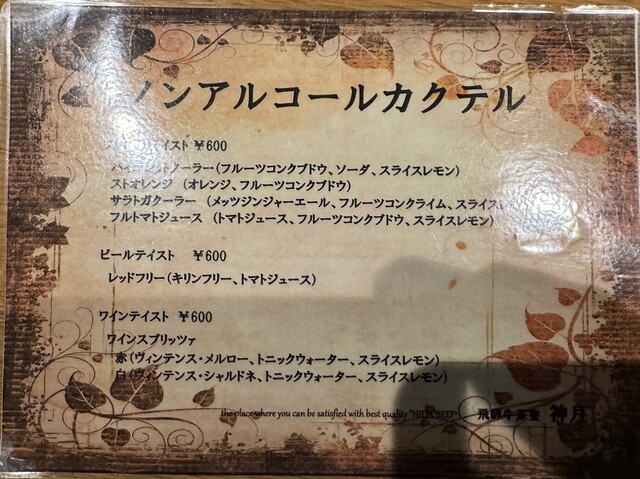 ノンアルコールカクテル
テイスト ¥600
クーラー(フルーツコンクブドウ、ソーダ、スライスレモン)
ストオレンジ (オレンジ、フルーツコンクブドウ)
サラトガクーラー (メッツジンジャーエール、フルーツコンクライム、スライス
フルトマトジュース (トマトジュース、フルーツコンクブドウ、スライスレモン)
ビールテイスト ¥600
レッドフリー(キリンフリー、トマトジュース)
ワインテイスト ¥600
ワインスプリッツァ
赤(ヴィンテンス・メルロー、トニックウォーター、スライスレモン)
白(ヴィンテンス・シャルドネ、トニックウォーター、スライスレモン)
the place where you can be satisfied with best quality "HIDA BEEF"
飛騨牛茶寮 神月